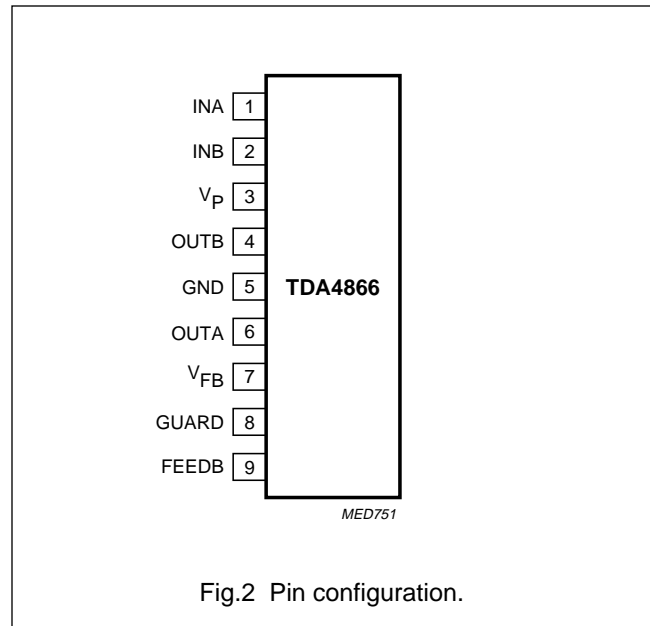 INA 1
INB 2
VP 3
OUTB 4
GND 5 TDA4866
OUTA 6
VFB 7
GUARD 8
FEEDB 9
MED751
Fig.2 Pin configuration.